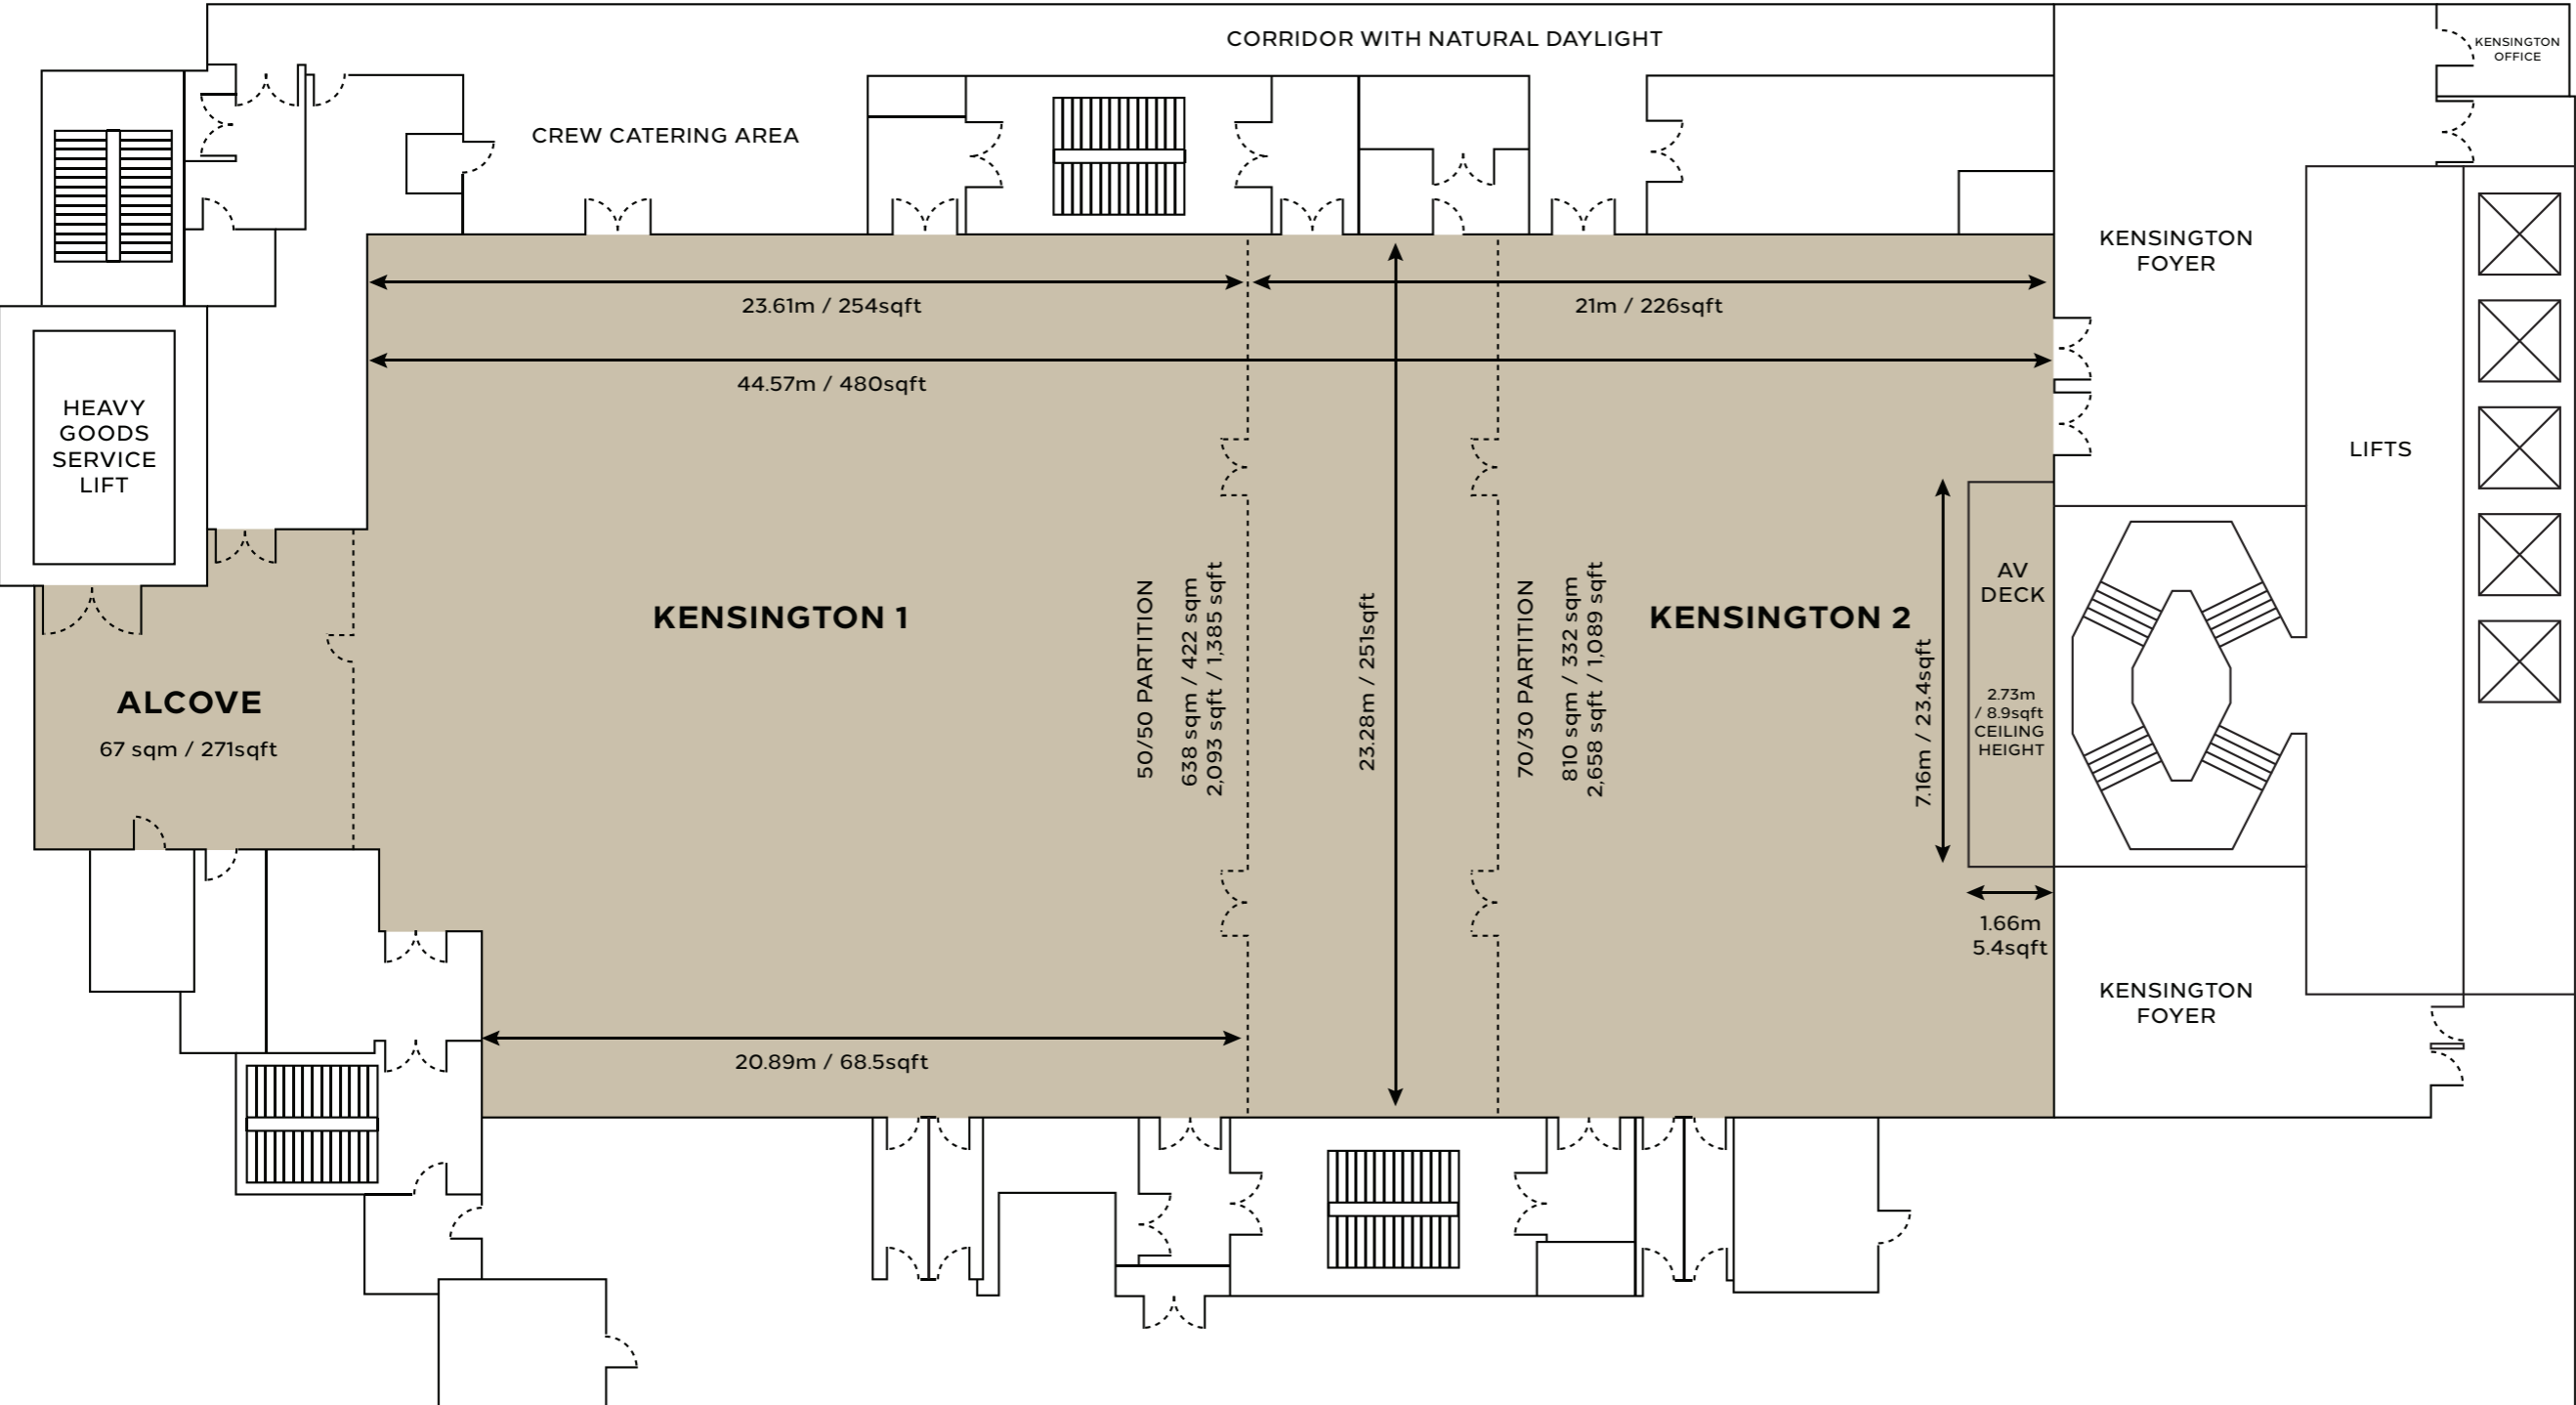 CORRIDOR WITH NATURAL DAYLIGHT
KENSINGTON
OFFICE
CREW CATERING AREA
KENSINGTON
FOYER
23.61m / 254sqft
21m / 226sqft
44.57m / 480sqft
HEAVY
GOODS
SERVICE
LIFT
LIFTS
KENSINGTON 1
50/50 PARTITION
638 sqm / 422 sqm
2,093 sqft / 1,385 sqft
23.28m / 251sqft
70/30 PARTITION
810 sqm / 332 sqm
2,658 sqft / 1,089 sqft
KENSINGTON 2
7.16m / 23.4sqft
AV
DECK
2.73m
/ 8.9sqft
CEILING
HEIGHT
ALCOVE
67 sqm / 271sqft
1.66m
5.4sqft
KENSINGTON
FOYER
20.89m / 68.5sqft